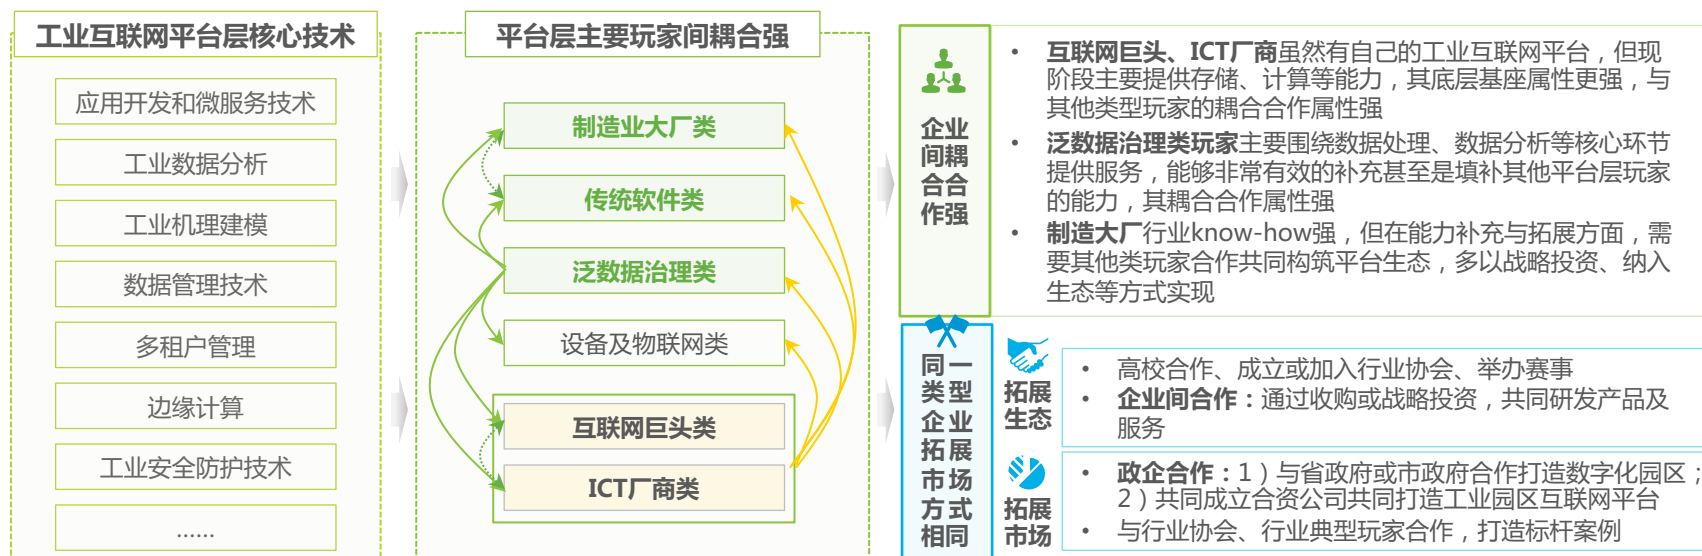 工业互联网平台层核心技术
应用开发和微服务技术
工业数据分析
工业机理建模
数据管理技术
多租户管理
边缘计算
工业安全防护技术
……
平台层主要玩家间耦合强
制造业大厂类
传统软件类
泛数据治理类
设备及物联网类
互联网巨头类
ICT厂商类
企业
间耦
合合
作强
• 互联网巨头、ICT厂商虽然有自己的工业互联网平台，但现
阶段主要提供存储、计算等能力，其底层基座属性更强，与
其他类型玩家的耦合合作属性强
• 泛数据治理类玩家主要围绕数据处理、数据分析等核心环节
提供服务，能够非常有效的补充甚至是填补其他平台层玩家
的能力，其耦合合作属性强
• 制造大厂行业know-how强，但在能力补充与拓展方面，需
要其他类玩家合作共同构筑平台生态，多以战略投资、纳入
生态等方式实现
同一
类型
企业
拓展
市场
方式
相同
拓展
生态
• 高校合作、成立或加入行业协会、举办赛事
• 企业间合作：通过收购或战略投资，共同研发产品及
服务
拓展
市场
• 政企合作：1）与省政府或市政府合作打造数字化园区；
2）共同成立合资公司共同打造工业园区互联网平台
• 与行业协会、行业典型玩家合作，打造标杆案例